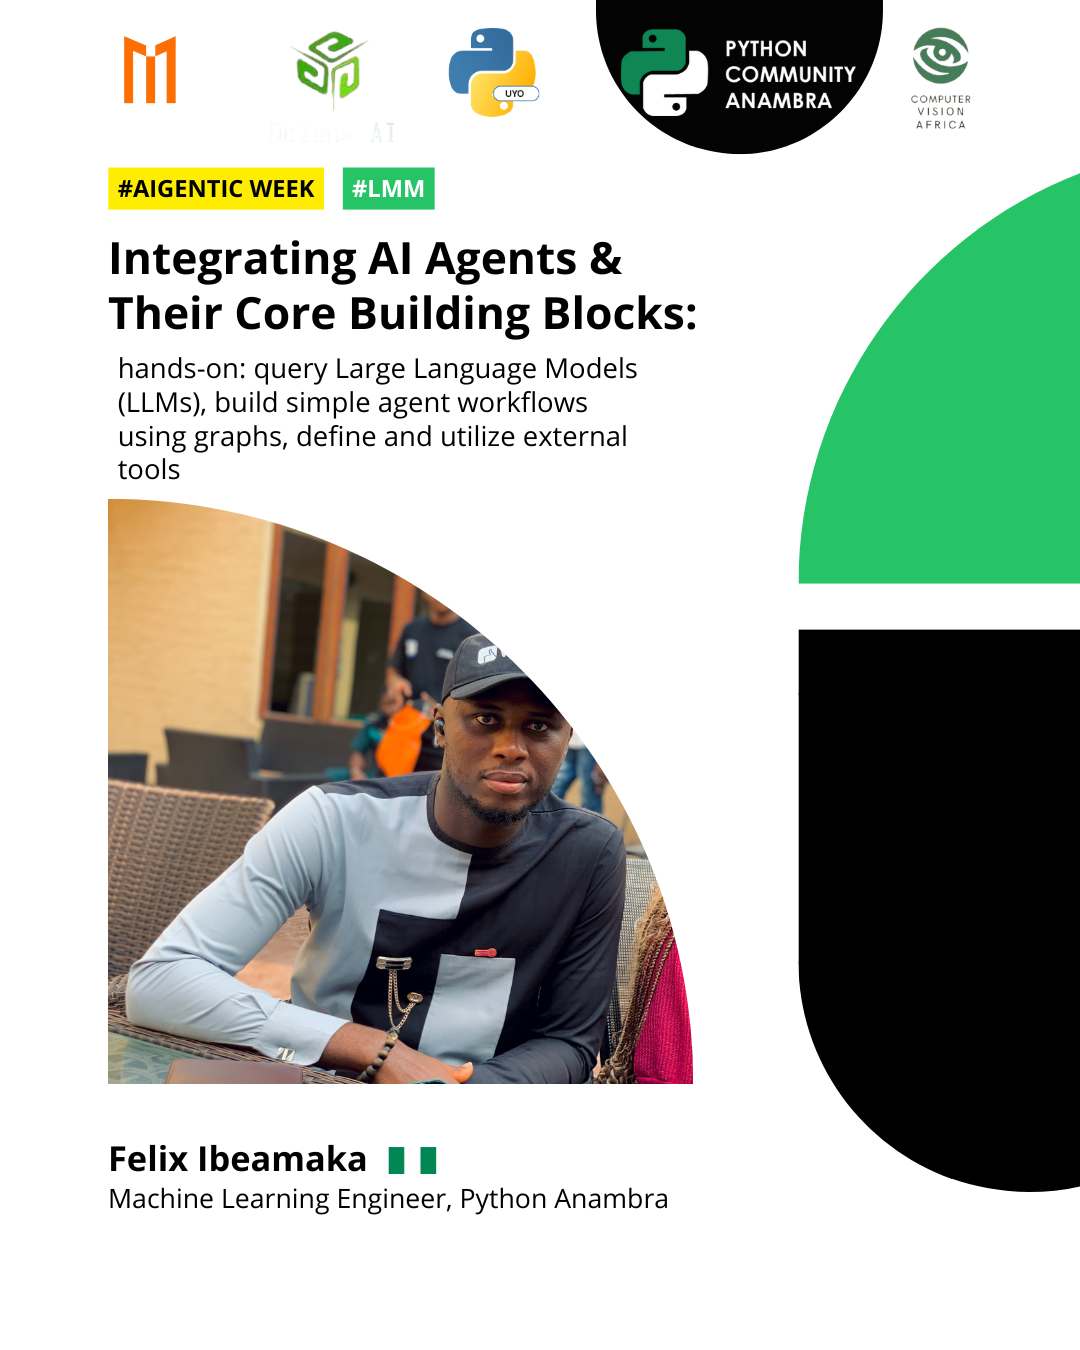 UYO
PYTHON
COMMUNITY
ANAMBRA
COMPUTER
VISION
AFRICA
#AIGENTIC WEEK
#LMM
Integrating AI Agents &
Their Core Building Blocks:
hands-on: query Large Language Models
(LLMs), build simple agent workflows
using graphs, define and utilize external
tools
Felix Ibeamaka
Machine Learning Engineer, Python Anambra